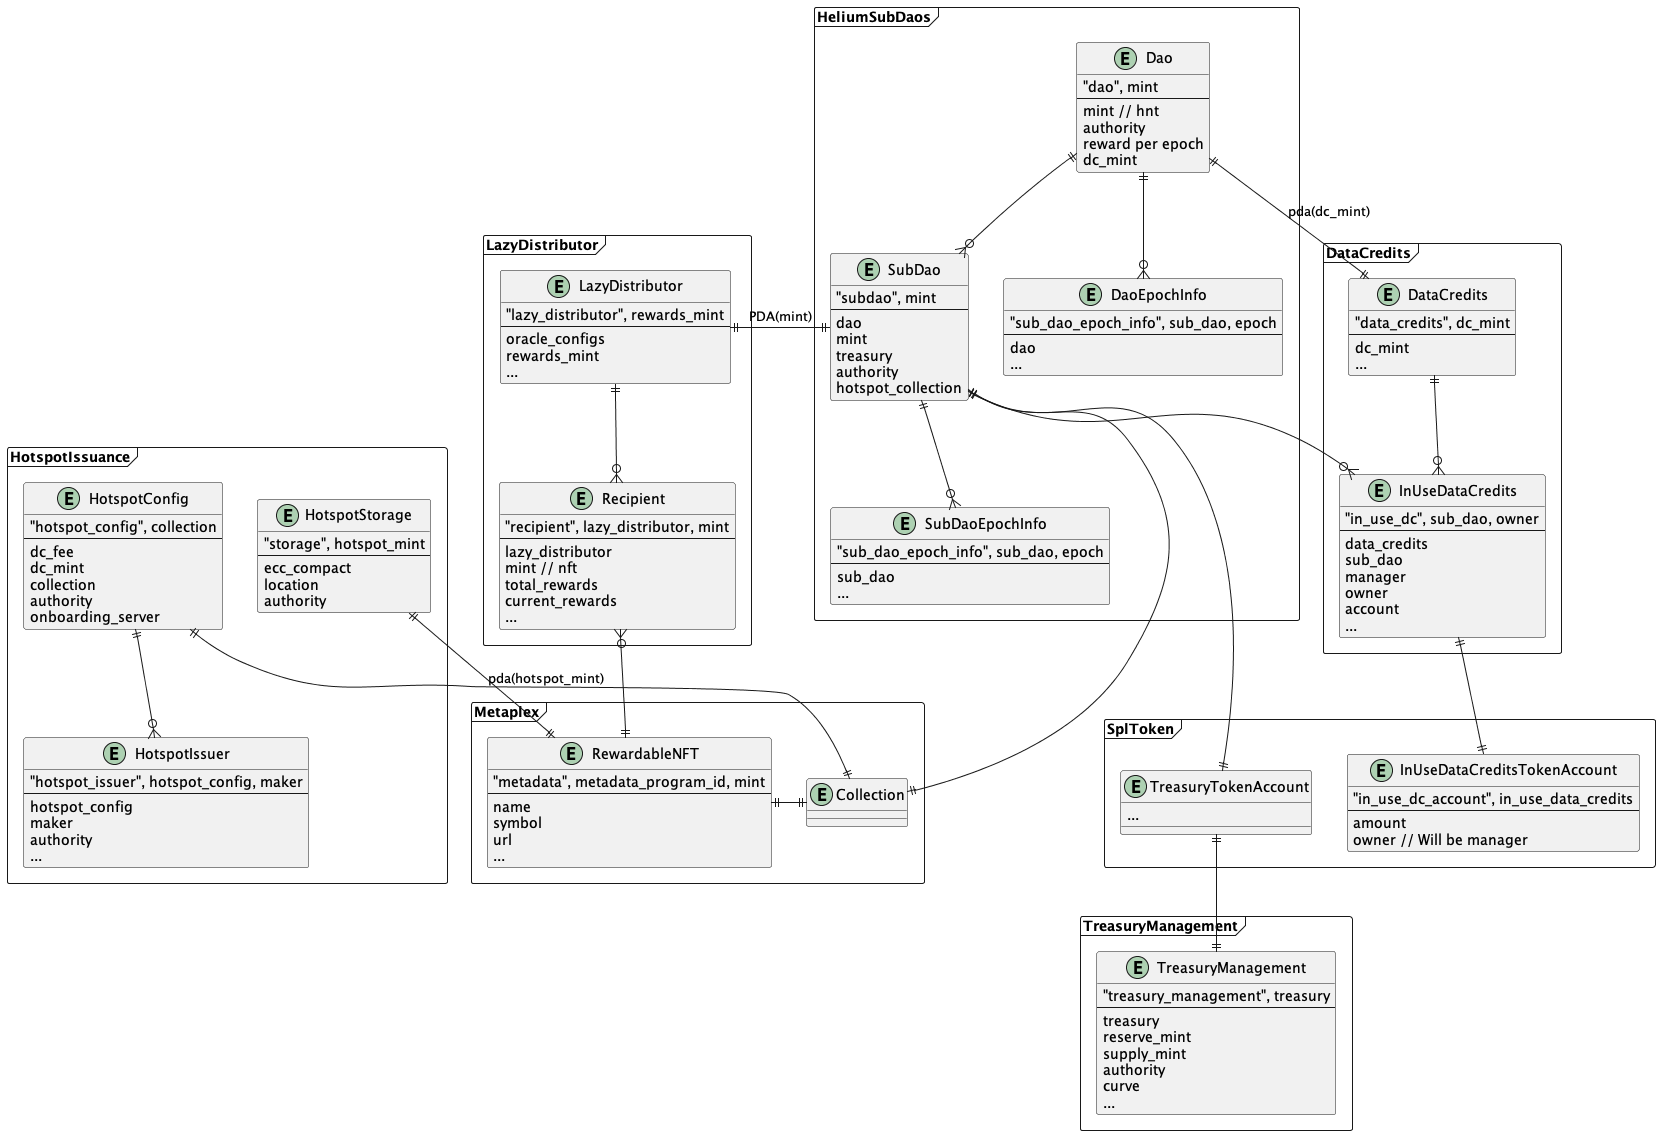 HeliumSubDaos
E Dao
"dao", mint
mint // hnt
authority
reward per epoch
dc_mint
pda(dc_mint)
LazyDistributor
E LazyDistributor
"lazy_distributor", rewards_mint
oracle_configs
rewards_mint
...
PDA(mint)
E SubDao
"subdao", mint
dao
mint
treasury
authority
hotspot_collection
E DaoEpochInfo
"sub_dao_epoch_info", sub_dao, epoch
dao
...
DataCredits
E DataCredits
"data_credits", dc_mint
dc_mint
...
HotspotIssuance
E HotspotConfig
"hotspot_config", collection
dc_fee
dc_mint
collection
authority
onboarding_server
E HotspotStorage
"storage", hotspot_mint
ecc_compact
location
authority
E Recipient
"recipient", lazy_distributor, mint
lazy_distributor
mint // nft
total_rewards
current_rewards
...
E SubDaoEpochInfo
"sub_dao_epoch_info", sub_dao, epoch
sub_dao
...
E InUseDataCredits
"in_use_dc", sub_dao, owner
data_credits
sub_dao
manager
owner
account
...
pda(hotspot_mint)
E HotspotIssuer
"hotspot_issuer", hotspot_config, maker
hotspot_config
maker
authority
...
Metaplex
E RewardableNFT
"metadata", metadata_program_id, mint
name
symbol
url
...
E Collection
SplToken
E TreasuryTokenAccount
...
E InUseDataCreditsTokenAccount
"in_use_dc_account", in_use_data_credits
amount
owner // Will be manager
TreasuryManagement
E TreasuryManagement
"treasury_management", treasury
treasury
reserve_mint
supply_mint
authority
curve
...